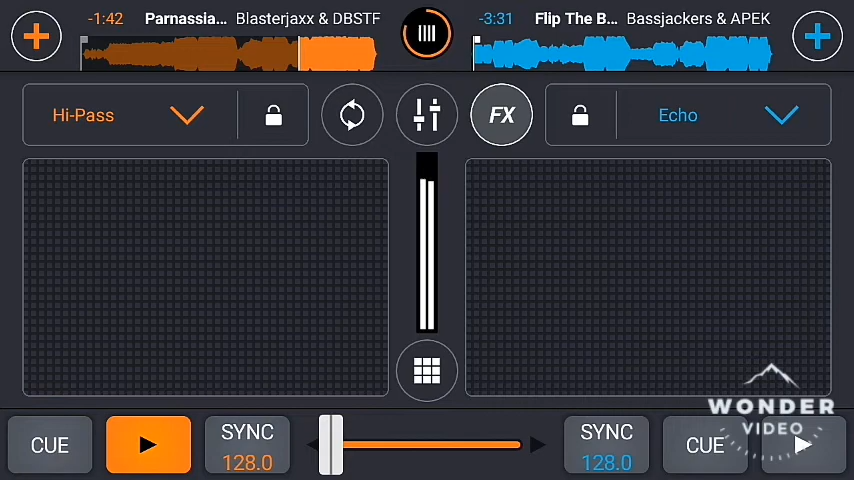 -1:42 Parnassia... Blasterjaxx & DBSTF
-3:31 Flip The B... Bassjackers & APEK
Hi-Pass
FX
Echo
WONDER
VIDEO
CUE
SYNC
128.0
SYNC
128.0
CUE